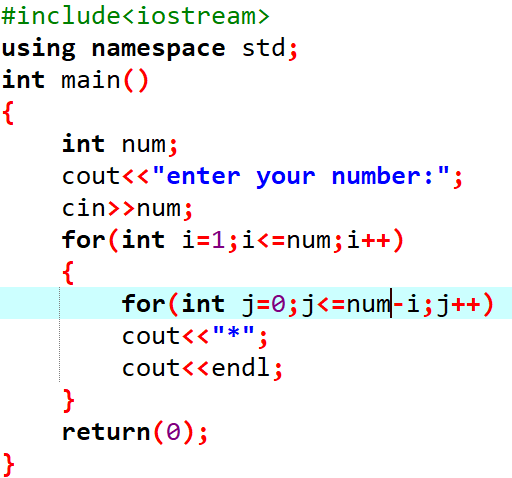 #include<iostream>
using namespace std;
int main()
{
    int num;
    cout<<"enter your number:";
    cin>>num;
    for(int i=1;i<=num;i++)
    {
        for(int j=0;j<=num-i;j++)
        cout<<"*";
        cout<<endl;
    }
    return(0);
}